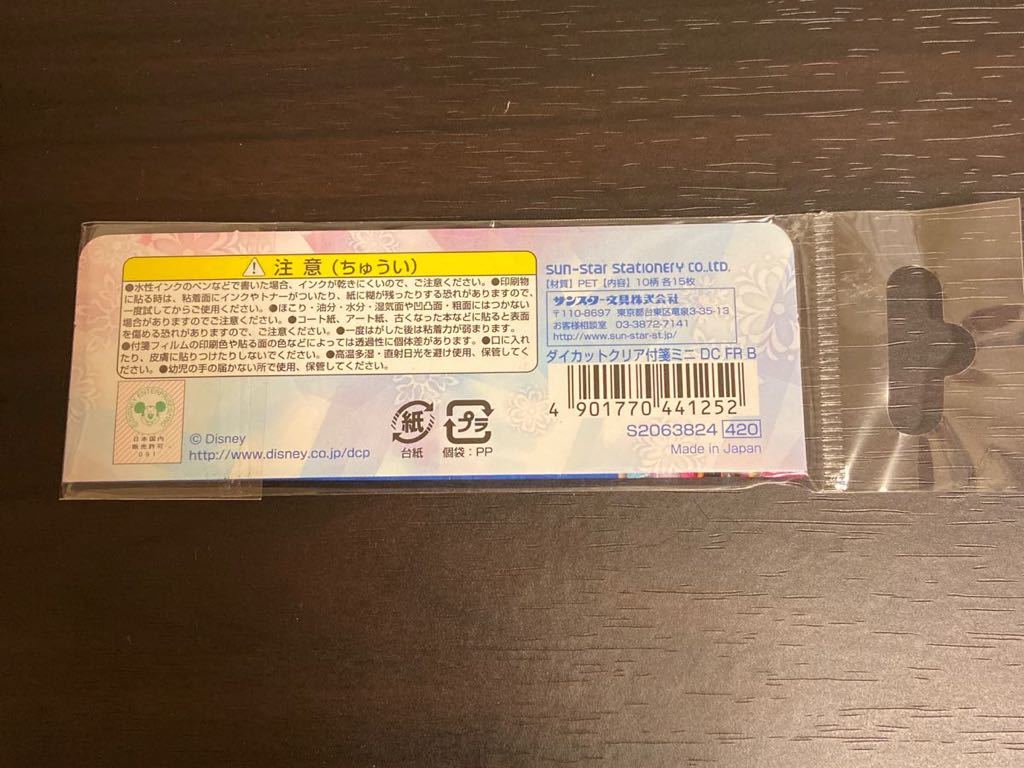 注意(ちゅうい)
●水性インクのペンなどで書いた場合、インクが乾きにくいので、ご注意ください。●印刷物
に貼る時は、粘着面にインクやトナーがついたり、紙に糊が残ったりする恐れがありますので、
一度試してからご使用ください。●ほこり・油分・水分・湿気面や凹凸面・粗面にはつかない
場合がありますのでご注意ください。●コート紙、アート紙、古くなった本などに貼ると表面
を傷める恐れがありますので、ご注意ください。●一度はがした後は粘着力が弱まります。
●付箋フィルムの印刷色や貼る面の色などによっては透過性に個体差があります。●口に入れ
たり、皮膚に貼りつけたりしないでください。●高温多湿・直射日光を避け使用、保管してく
ださい。●幼児の手の届かない所で使用、保管してください。
日本国内
販売許可
091
© Disney
http://www.disney.co.jp/dcp
紙
台紙
プラ
個袋:PP
sun-star stationery co.,ltd.
【材質】PET【内容】10柄 各15枚
サンスター文具株式会社
〒110-8697 東京都台東区竜泉3-35-13
お客様相談室 03-3872-7141
http://www.sun-star-st.jp/
ダイカットクリア付箋ミニ DC FR B
4 901770 441252
S2063824 420
Made in Japan